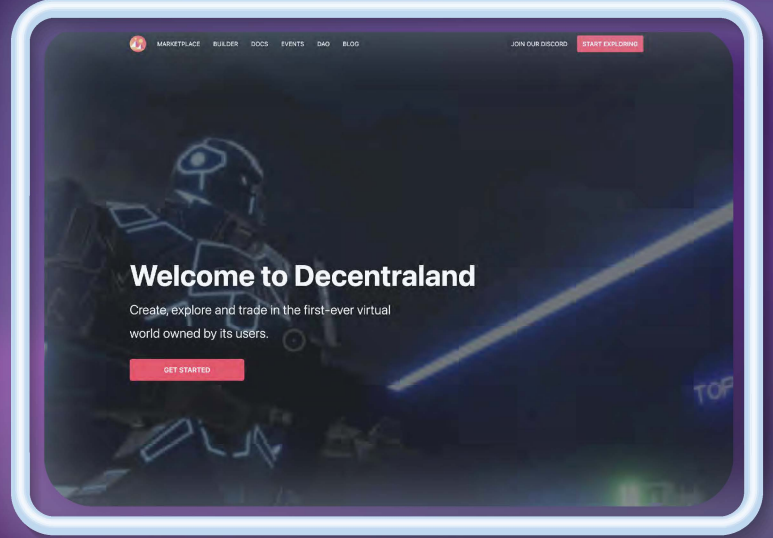 MARKETPLACE BUILDER DOCS EVENTS DAO BLOG JOIN OUR DISCORD START EXPLORING
Welcome to Decentraland
Create, explore and trade in the first-ever virtual
world owned by its users.
GET STARTED
TOP